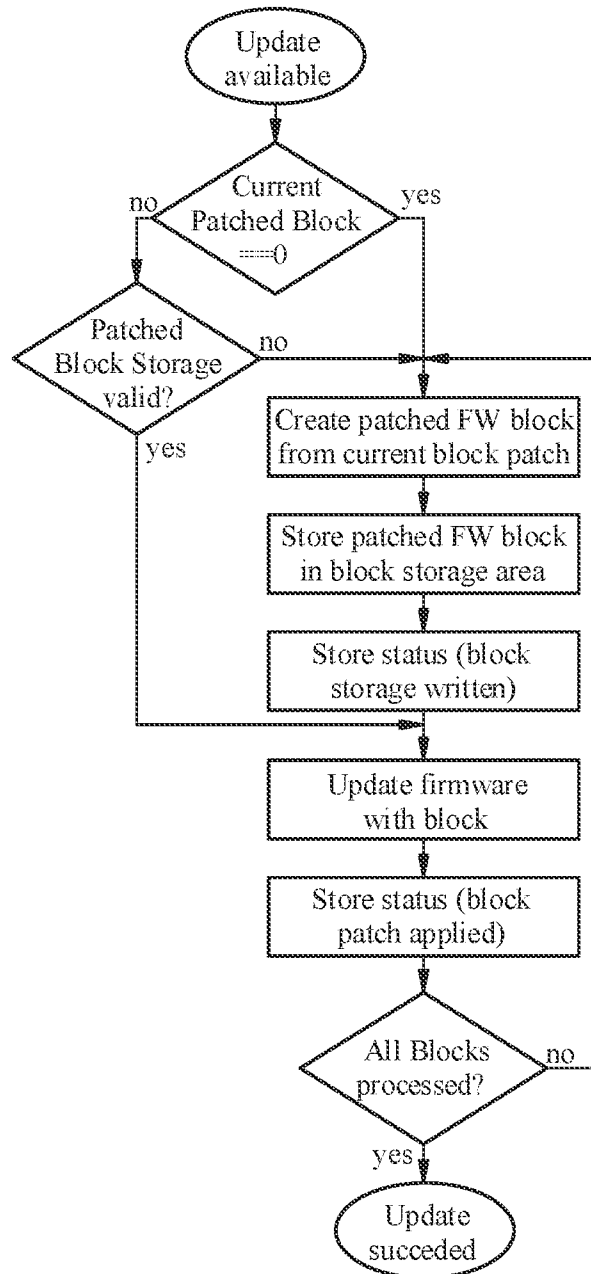 Update
available
Current
Patched Block
==0
no
yes
Patched
Block Storage
valid?
no
yes
Create patched FW block
from current block patch
Store patched FW block
in block storage area
Store status (block
storage written)
Update firmware
with block
Store status (block
patch applied)
All Blocks
processed?
no
yes
Update
succeded